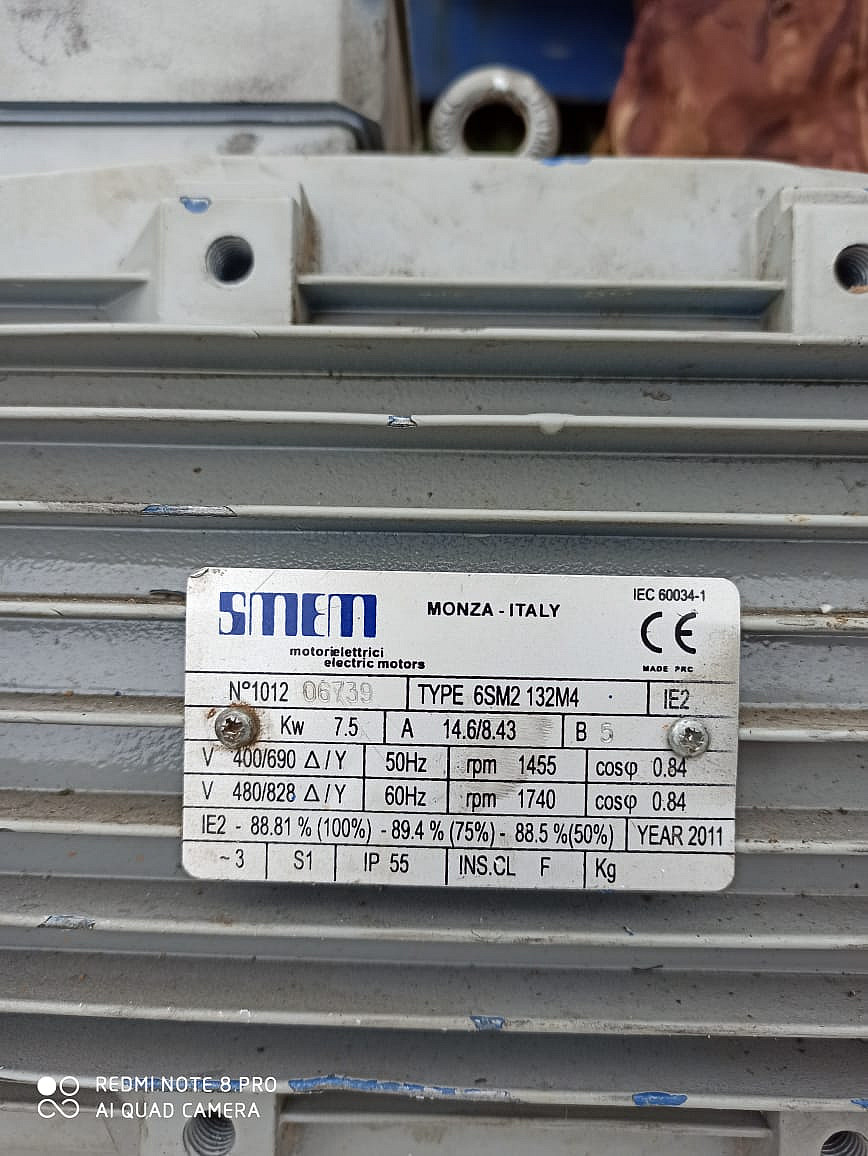 SMEM MONZA - ITALY IEC 60034-1
CE
motorielettrici
electric motors
MADE PRC
N°1012 06739 TYPE 6SM2 132M4 IE2
Kw 7.5 A 14.6/8.43 B 5
V 400/690 Δ/Y 50Hz rpm 1455 cosφ 0.84
V 480/828 Δ/Y 60Hz rpm 1740 cosφ 0.84
IE2 - 88.81 % (100%) - 89.4 % (75%) - 88.5 %(50%) YEAR 2011
~3 S1 IP 55 INS.CL F Kg
REDMI NOTE 8 PRO
AI QUAD CAMERA